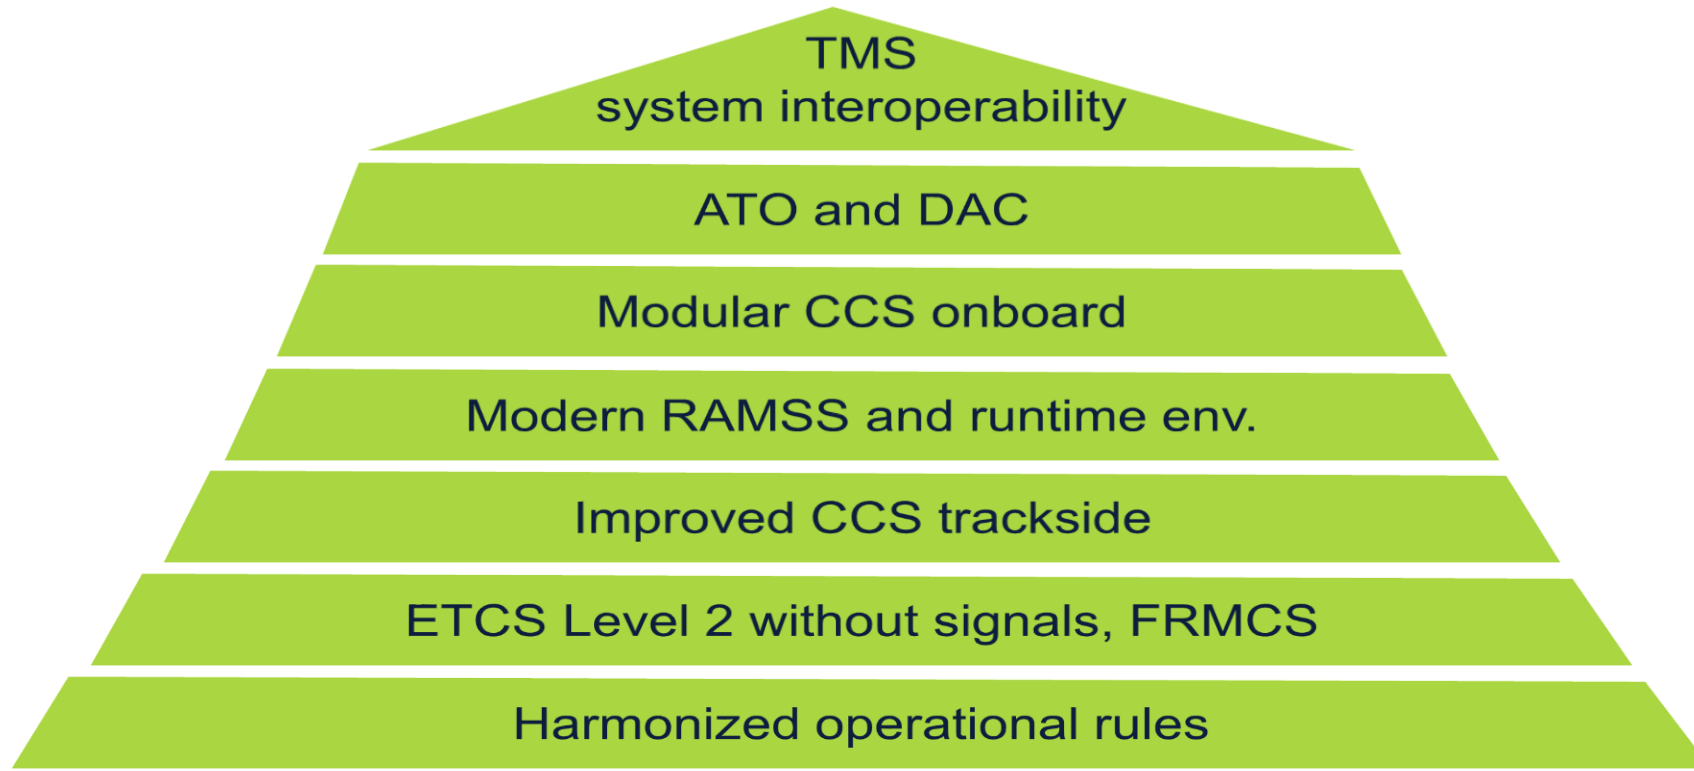 TMS
system interoperability
ATO and DAC
Modular CCS onboard
Modern RAMSS and runtime env.
Improved CCS trackside
ETCS Level 2 without signals, FRMCS
Harmonized operational rules